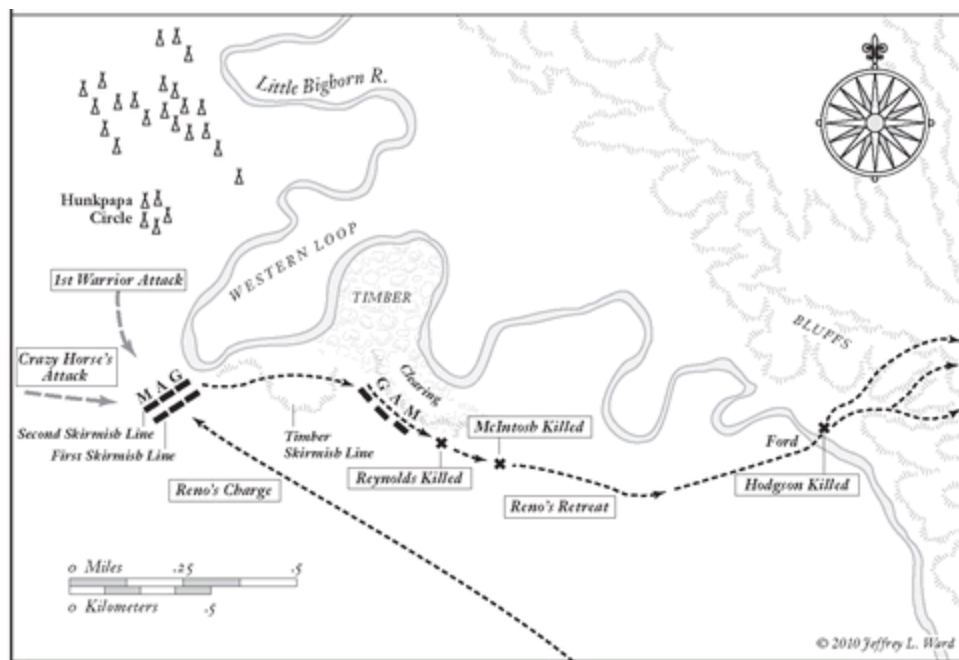 Little Bighorn R.
Hunkpapa
Circle
WESTERN LOOP
1st Warrior Attack
TIMBER
BLUFFS
Crazy Horse's
Attack
M A G
Clearing
G A M
Second Skirmish Line
First Skirmish Line
Timber
Skirmish Line
McIntosh Killed
Ford
Reynolds Killed
Reno's Charge
Reno's Retreat
Hodgson Killed
0 Miles .25 .5
0 Kilometers .5
© 2010 Jeffrey L. Ward